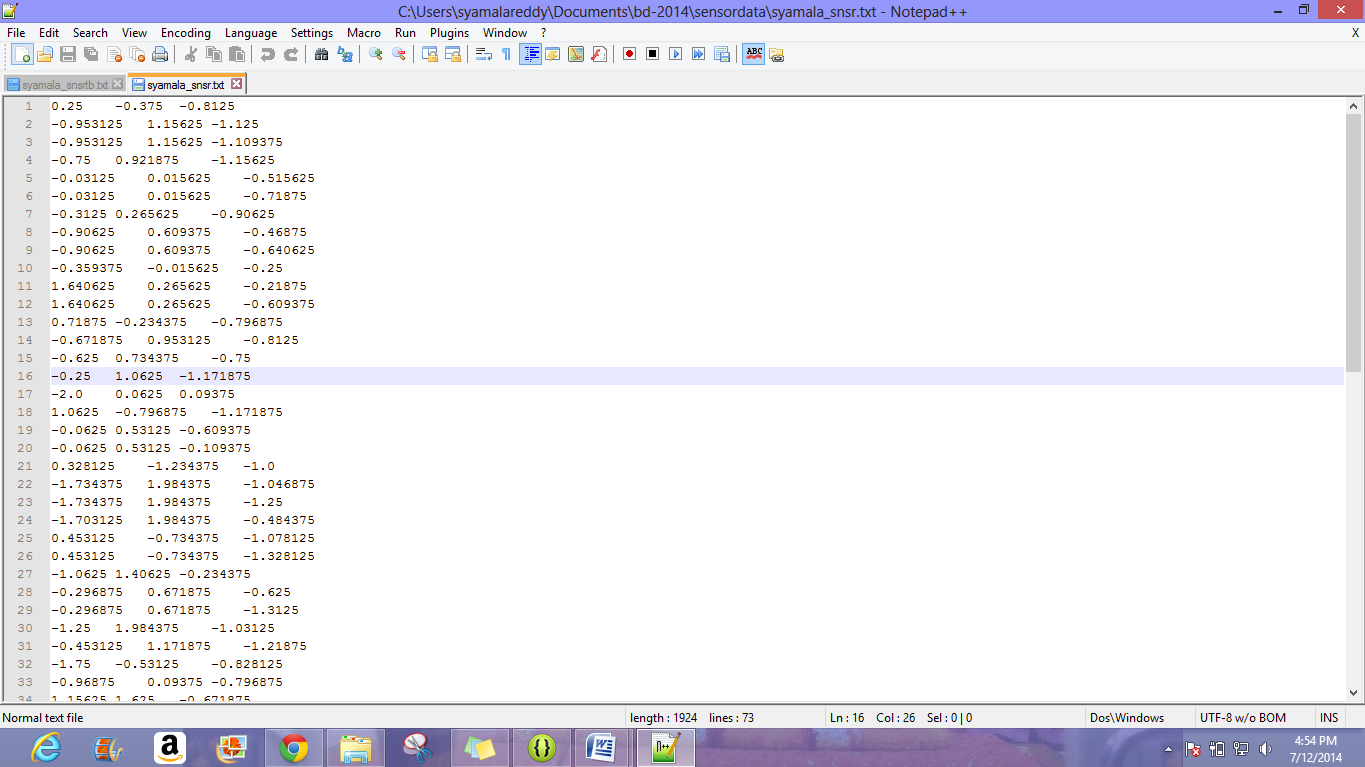 C:\Users\syamalareddy\Documents\bd-2014\sensordata\syamala_snsr.txt - Notepad++
File Edit Search View Encoding Language Settings Macro Run Plugins Window ? X
syamala_snsrtb.txt syamala_snsr.txt
1 0.25 -0.375 -0.8125
2 -0.953125 1.15625 -1.125
3 -0.953125 1.15625 -1.109375
4 -0.75 0.921875 -1.15625
5 -0.03125 0.015625 -0.515625
6 -0.03125 0.015625 -0.71875
7 -0.3125 0.265625 -0.90625
8 -0.90625 0.609375 -0.46875
9 -0.90625 0.609375 -0.640625
10 -0.359375 -0.015625 -0.25
11 1.640625 0.265625 -0.21875
12 1.640625 0.265625 -0.609375
13 0.71875 -0.234375 -0.796875
14 -0.671875 0.953125 -0.8125
15 -0.625 0.734375 -0.75
16 -0.25 1.0625 -1.171875
17 -2.0 0.0625 0.09375
18 1.0625 -0.796875 -1.171875
19 -0.0625 0.53125 -0.609375
20 -0.0625 0.53125 -0.109375
21 0.328125 -1.234375 -1.0
22 -1.734375 1.984375 -1.046875
23 -1.734375 1.984375 -1.25
24 -1.703125 1.984375 -0.484375
25 0.453125 -0.734375 -1.078125
26 0.453125 -0.734375 -1.328125
27 -1.0625 1.40625 -0.234375
28 -0.296875 0.671875 -0.625
29 -0.296875 0.671875 -1.3125
30 -1.25 1.984375 -1.03125
31 -0.453125 1.171875 -1.21875
32 -1.75 -0.53125 -0.828125
33 -0.96875 0.09375 -0.796875
34 1.15625 1.625 -0.671875
Normal text file length : 1924 lines : 73 Ln : 16 Col : 26 Sel : 0 | 0 Dos\Windows UTF-8 w/o BOM INS
4:54 PM
7/12/2014